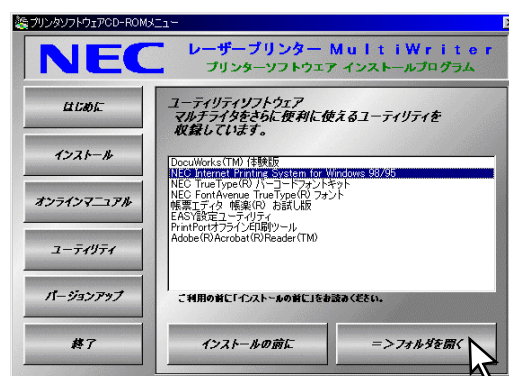 プリンタソフトウェアCD-ROMメニュー
NEC
レーザープリンター MultiWriter
プリンターソフトウエア インストールプログラム
はじめに
インストール
オンラインマニュアル
ユーティリティ
バージョンアップ
終了
ユーティリティソフトウェア
マルチライタをさらに便利に使えるユーティリティを
収録しています。
DocuWorks(TM) 体験版
NEC Internet Printing System for Windows 98/95
NEC TrueType(R) バーコードフォントキット
NEC FontAvenue TrueType(R) フォント
帳票エディタ 帳楽(R) お試し版
EASY設定ユーティリティ
PrintPortオフライン印刷ツール
Adobe(R)Acrobat(R)Reader(TM)
ご利用の前に「インストールの前に」をお読みください。
インストールの前に
=>フォルダを開く